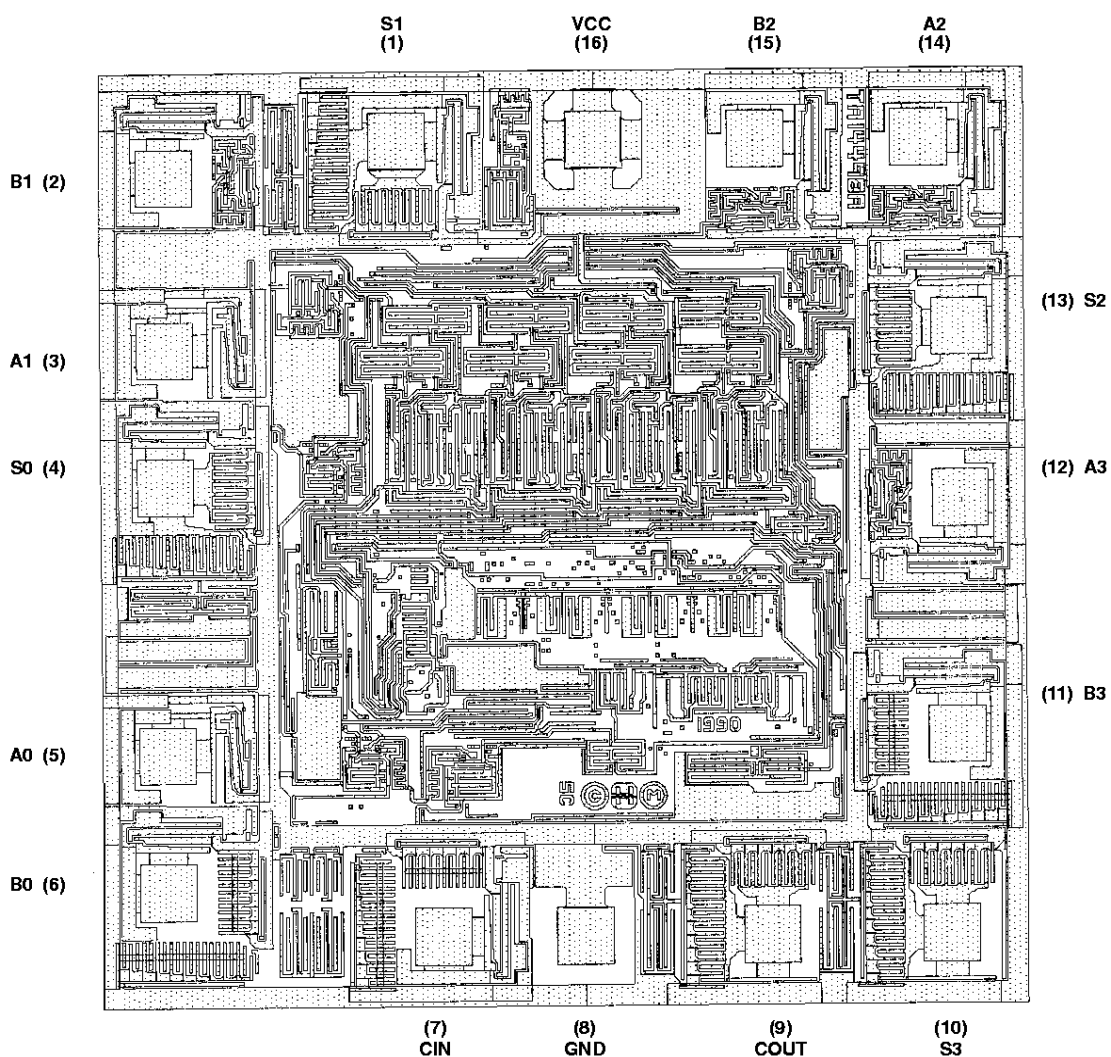 S1 VCC B2 A2
(1) (16) (15) (14)
B1 (2)
(13) S2
A1 (3)
S0 (4)
(12) A3
(11) B3
A0 (5)
B0 (6)
5C C H M
(7) (8) (9) (10)
CIN GND COUT S3